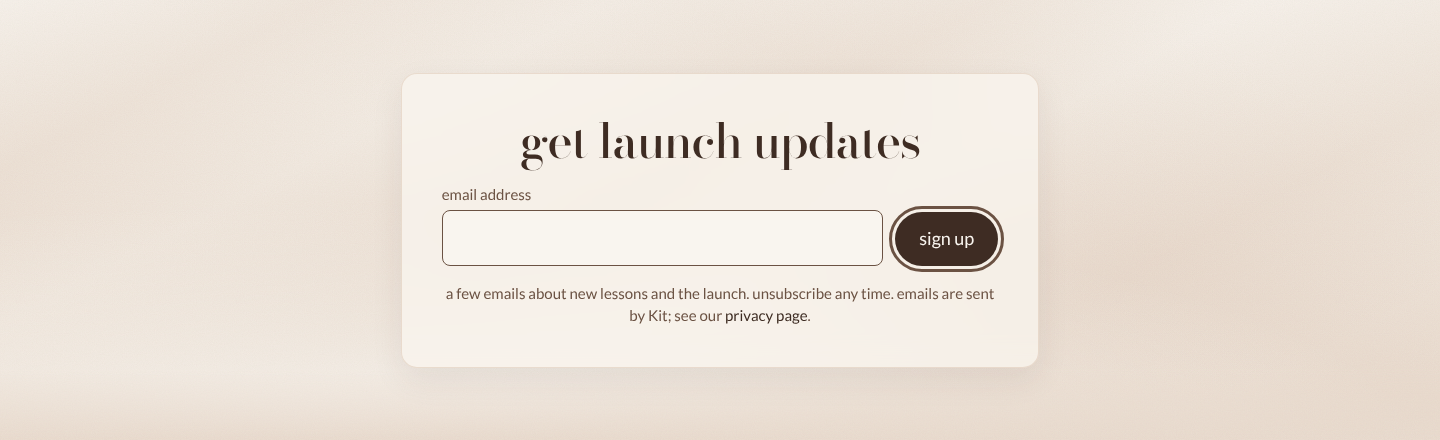 get launch updates
email address
sign up
a few emails about new lessons and the launch. unsubscribe any time. emails are sent
by Kit; see our privacy page.